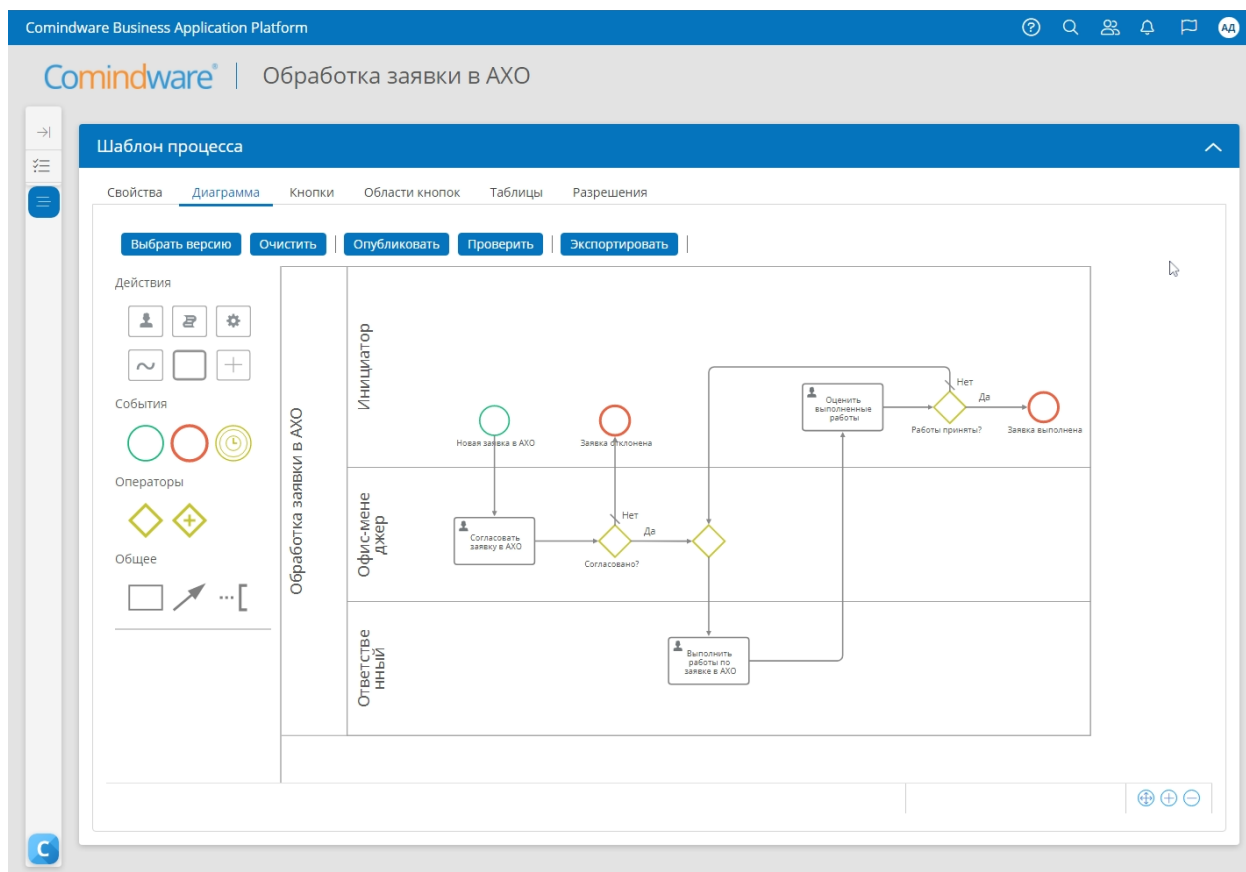 Comindware Business Application Platform
АД
Comindware® | Обработка заявки в АХО
Шаблон процесса
Свойства Диаграмма Кнопки Области кнопок Таблицы Разрешения
Выбрать версию Очистить Опубликовать Проверить Экспортировать
Действия
События
Операторы
Общее
Обработка заявки в АХО
Инициатор
Новая заявка в АХО
Заявка отклонена
Оценить
выполненные
работы
Нет
Да
Работы приняты?
Заявка выполнена
Офис-мене
джер
Согласовать
заявку в АХО
Нет
Да
Согласовано?
Ответстве
нный
Выполнить
работы по
заявке в АХО
C